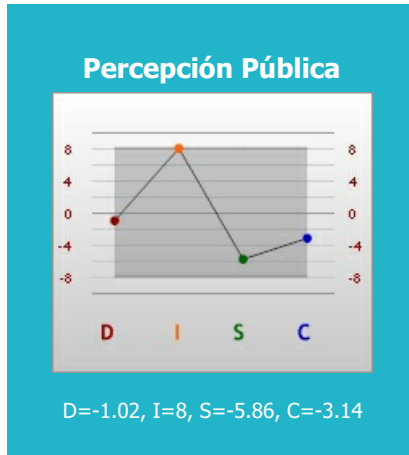 Percepción Pública
8 8
4 4
0 0
-4 -4
-8 -8
D I S C
D=-1.02, I=8, S=-5.86, C=-3.14